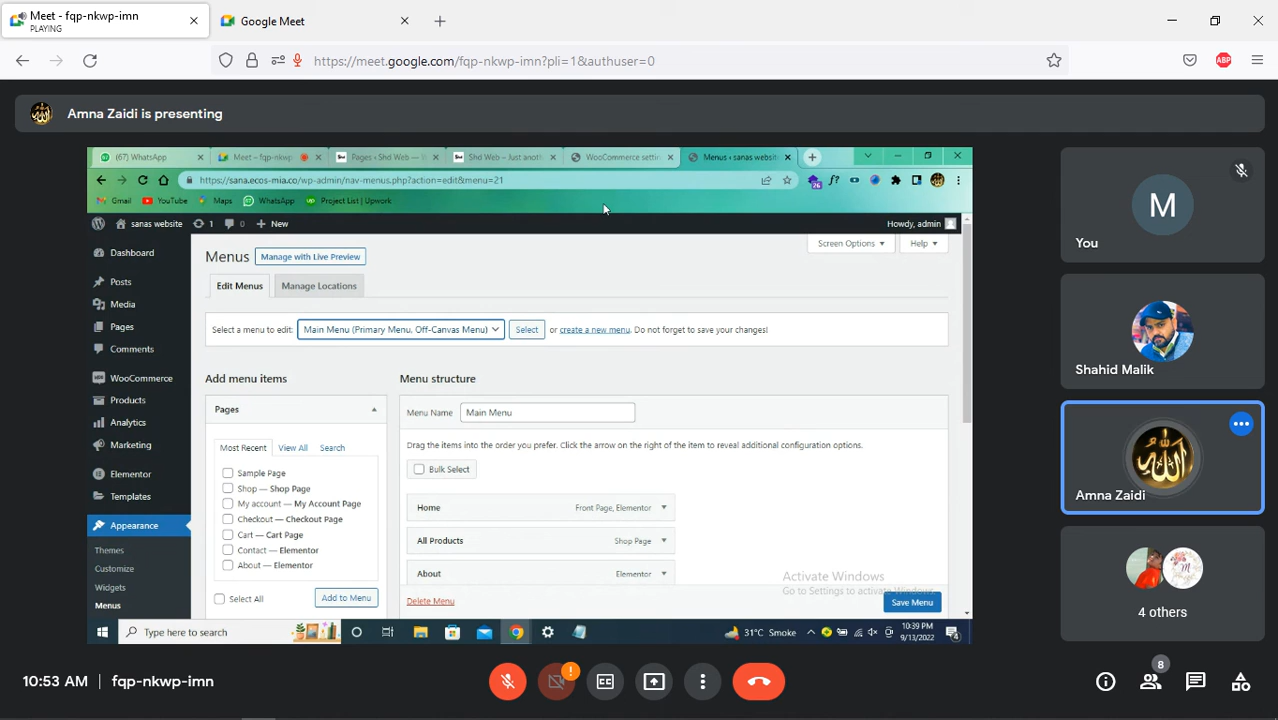 Meet - fqp-nkwp-imn
PLAYING
Google Meet
https://meet.google.com/fqp-nkwp-imn?pli=1&authuser=0
ABP
Amna Zaidi is presenting
(67) WhatsApp
Meet – fqp-nkwp
Pages ‹ Shd Web — W
Shd Web – Just anoth
WooCommerce settin
Menus ‹ sanas websit
https://sana.ecos-mia.co/wp-admin/nav-menus.php?action=edit&menu=21
26
f?
Gmail
YouTube
Maps
WhatsApp
up
Project List | Upwork
sanas website
1
0
New
Howdy, admin
Dashboard
Posts
Media
Pages
Comments
WooCommerce
Products
Analytics
Marketing
Elementor
Templates
Appearance
Themes
Customize
Widgets
Menus
Menus
Manage with Live Preview
Screen Options
Help
Edit Menus
Manage Locations
Select a menu to edit:
Main Menu (Primary Menu, Off-Canvas Menu)
Select
or create a new menu. Do not forget to save your changes!
Add menu items
Pages
Most Recent
View All
Search
Sample Page
Shop — Shop Page
My account — My Account Page
Checkout — Checkout Page
Cart — Cart Page
Contact — Elementor
About — Elementor
Select All
Add to Menu
Menu structure
Menu Name
Main Menu
Drag the items into the order you prefer. Click the arrow on the right of the item to reveal additional configuration options.
Bulk Select
Home
Front Page, Elementor
All Products
Shop Page
About
Elementor
Delete Menu
Save Menu
Activate Windows
Go to Settings to activate Windows.
Type here to search
31°C Smoke
10:39 PM
9/13/2022
4
M
You
Shahid Malik
الله
Amna Zaidi
4 others
10:53 AM
fqp-nkwp-imn
8